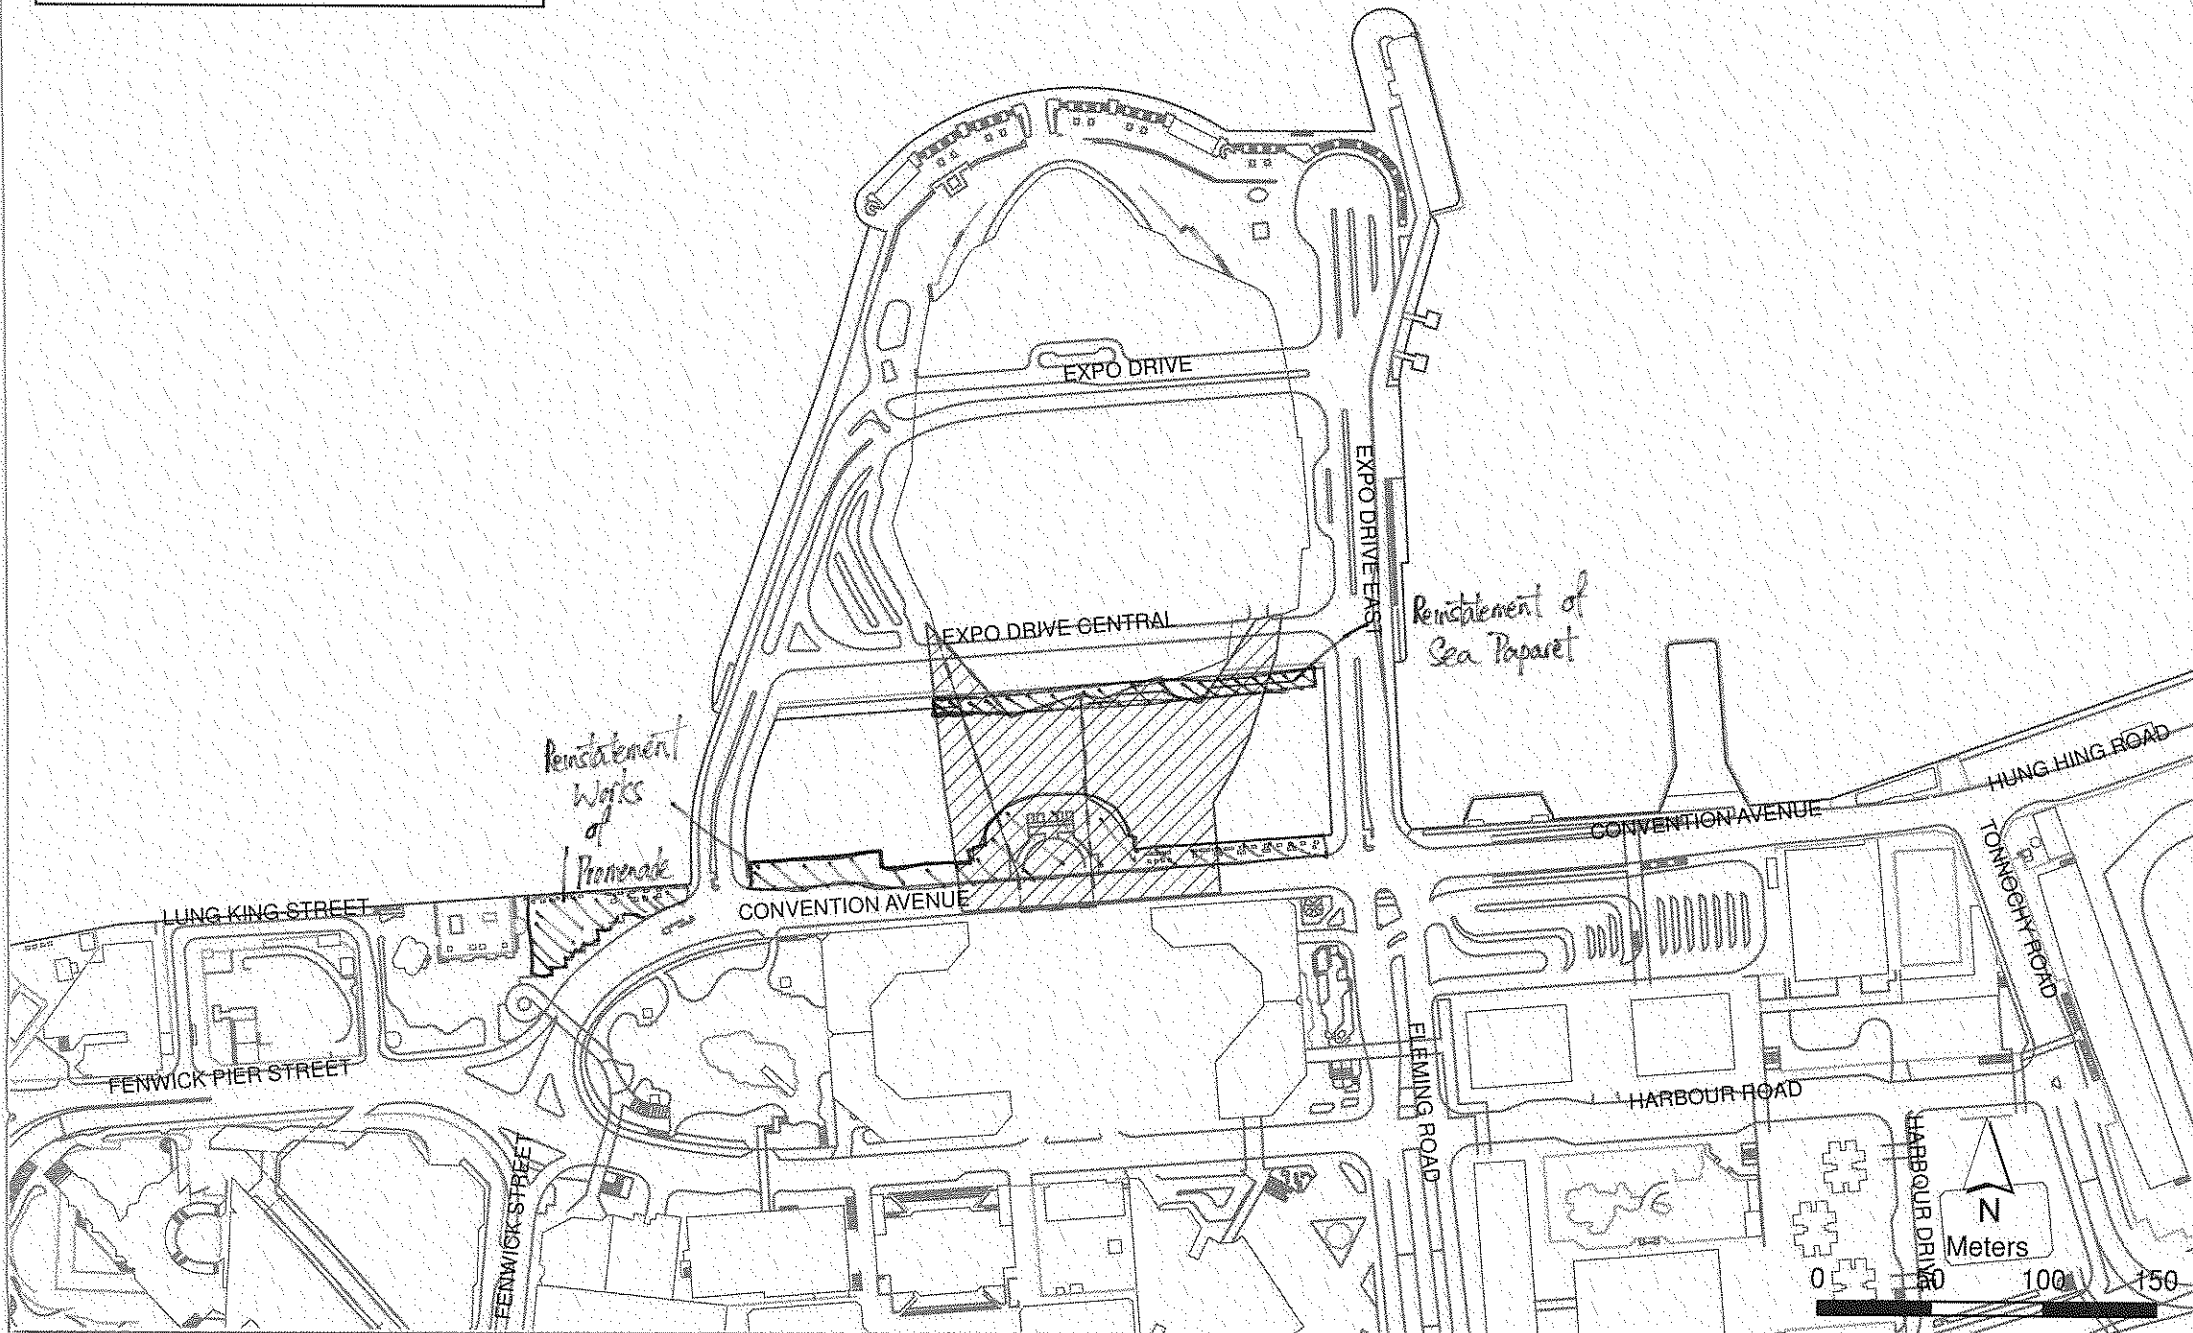 EXPO DRIVE
EXPO DRIVE EAST
EXPO DRIVE CENTRAL
Reinstatement of
Sea Paparet
Reinstatement
Works
of
Promenade
HUNG HING ROAD
CONVENTION AVENUE
TONNOCHY ROAD
LUNG KING STREET
CONVENTION AVENUE
FENWICK PIER STREET
FLEMING ROAD
HARBOUR ROAD
FENWICK STREET
HARBOUR DRIVE
N
Meters
0 50 100 150